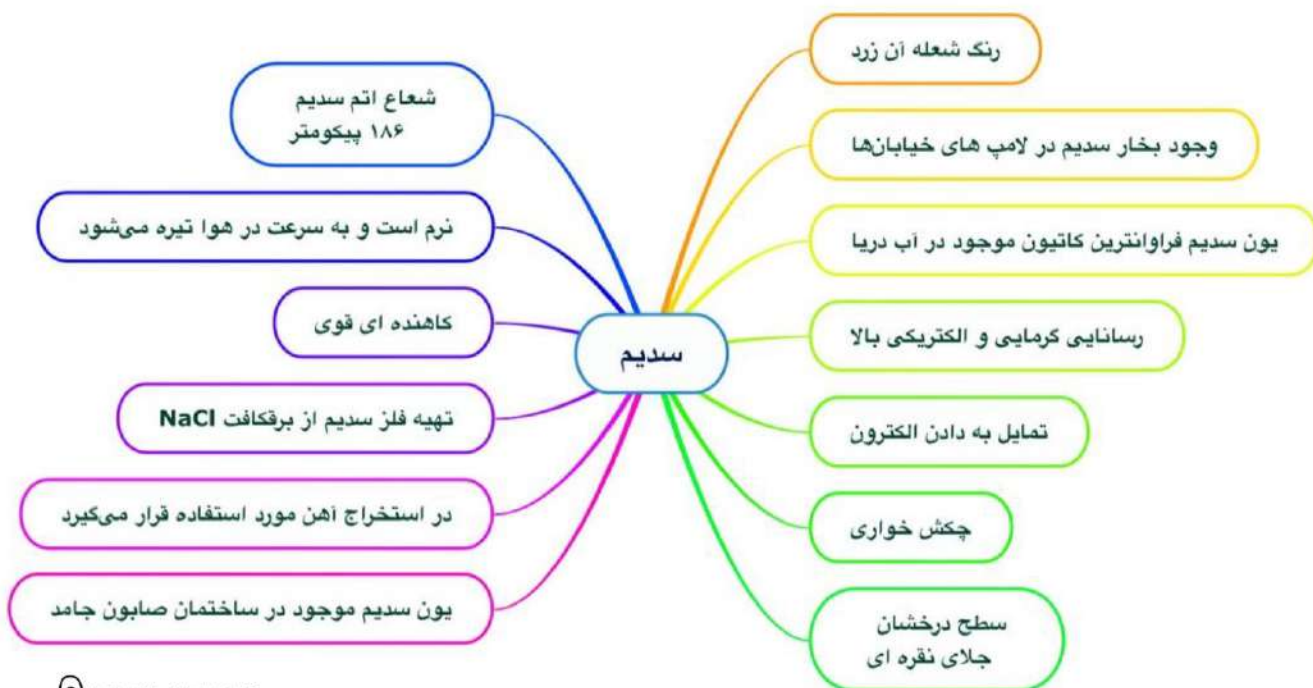 سدیم
رنگ شعله آن زرد
وجود بخار سدیم در لامپ های خیابان‌ها
یون سدیم فراوانترین کاتیون موجود در آب دریا
رسانایی گرمایی و الکتریکی بالا
تمایل به دادن الکترون
چکش خواری
سطح درخشان
جلای نقره ای
شعاع اتم سدیم
۱۸۶ پیکومتر
نرم است و به سرعت در هوا تیره می‌شود
کاهنده ای قوی
تهیه فلز سدیم از برقکافت NaCl
در استخراج آهن مورد استفاده قرار می‌گیرد
یون سدیم موجود در ساختمان صابون جامد